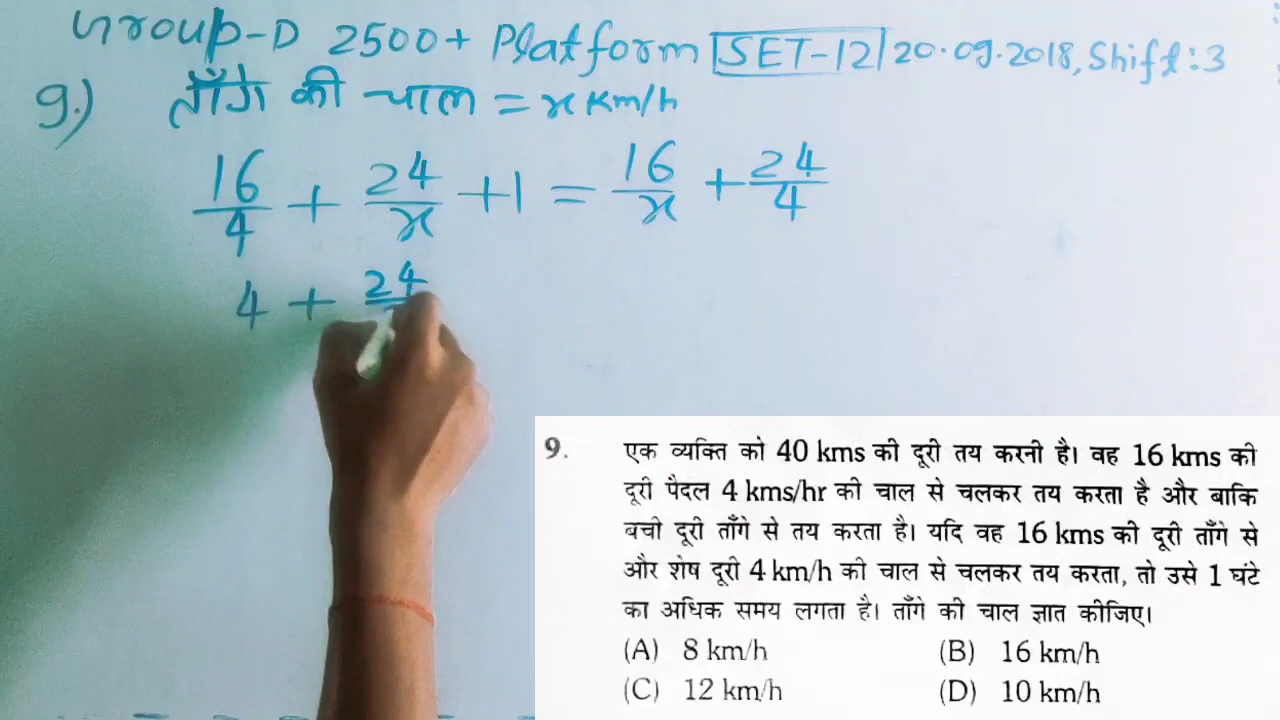 Group-D 2500+ Platform SET-12 20.09.2018, Shift:3
9.) ताँगे की चाल = x Km/h
16/4 + 24/x + 1 = 16/x + 24/4
4 + 24
9. एक व्यक्ति को 40 kms की दूरी तय करनी है। वह 16 kms की
दूरी पैदल 4 kms/hr की चाल से चलकर तय करता है और बाकि
बची दूरी ताँगे से तय करता है। यदि वह 16 kms की दूरी ताँगे से
और शेष दूरी 4 km/h की चाल से चलकर तय करता, तो उसे 1 घंटे
का अधिक समय लगता है। ताँगे की चाल ज्ञात कीजिए।
(A) 8 km/h (B) 16 km/h
(C) 12 km/h (D) 10 km/h